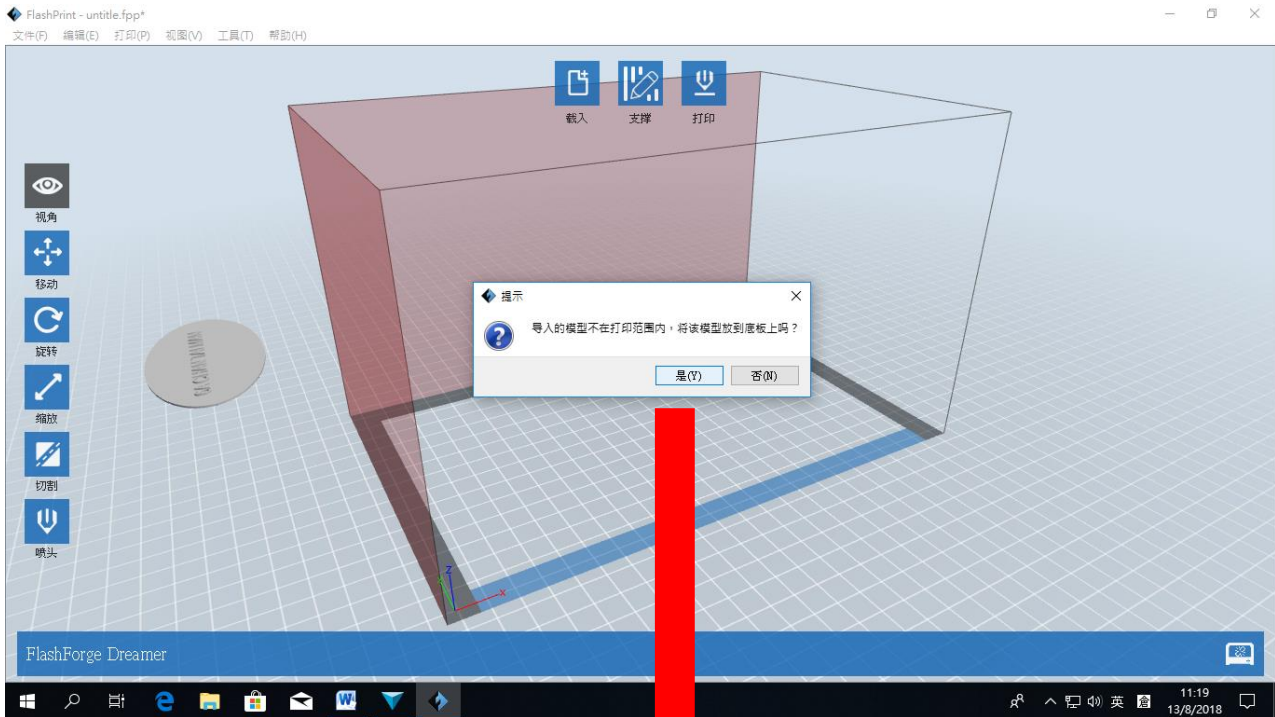 FlashPrint - untitle.fpp*
文件(F) 编辑(E) 打印(P) 视图(V) 工具(T) 帮助(H)
载入 支撑 打印
视角
移动
旋转
缩放
切割
喷头
提示
导入的模型不在打印范围内，将该模型放到底板上吗？
是(Y) 否(N)
Z
X
FlashForge Dreamer
英 倉 11:19
13/8/2018